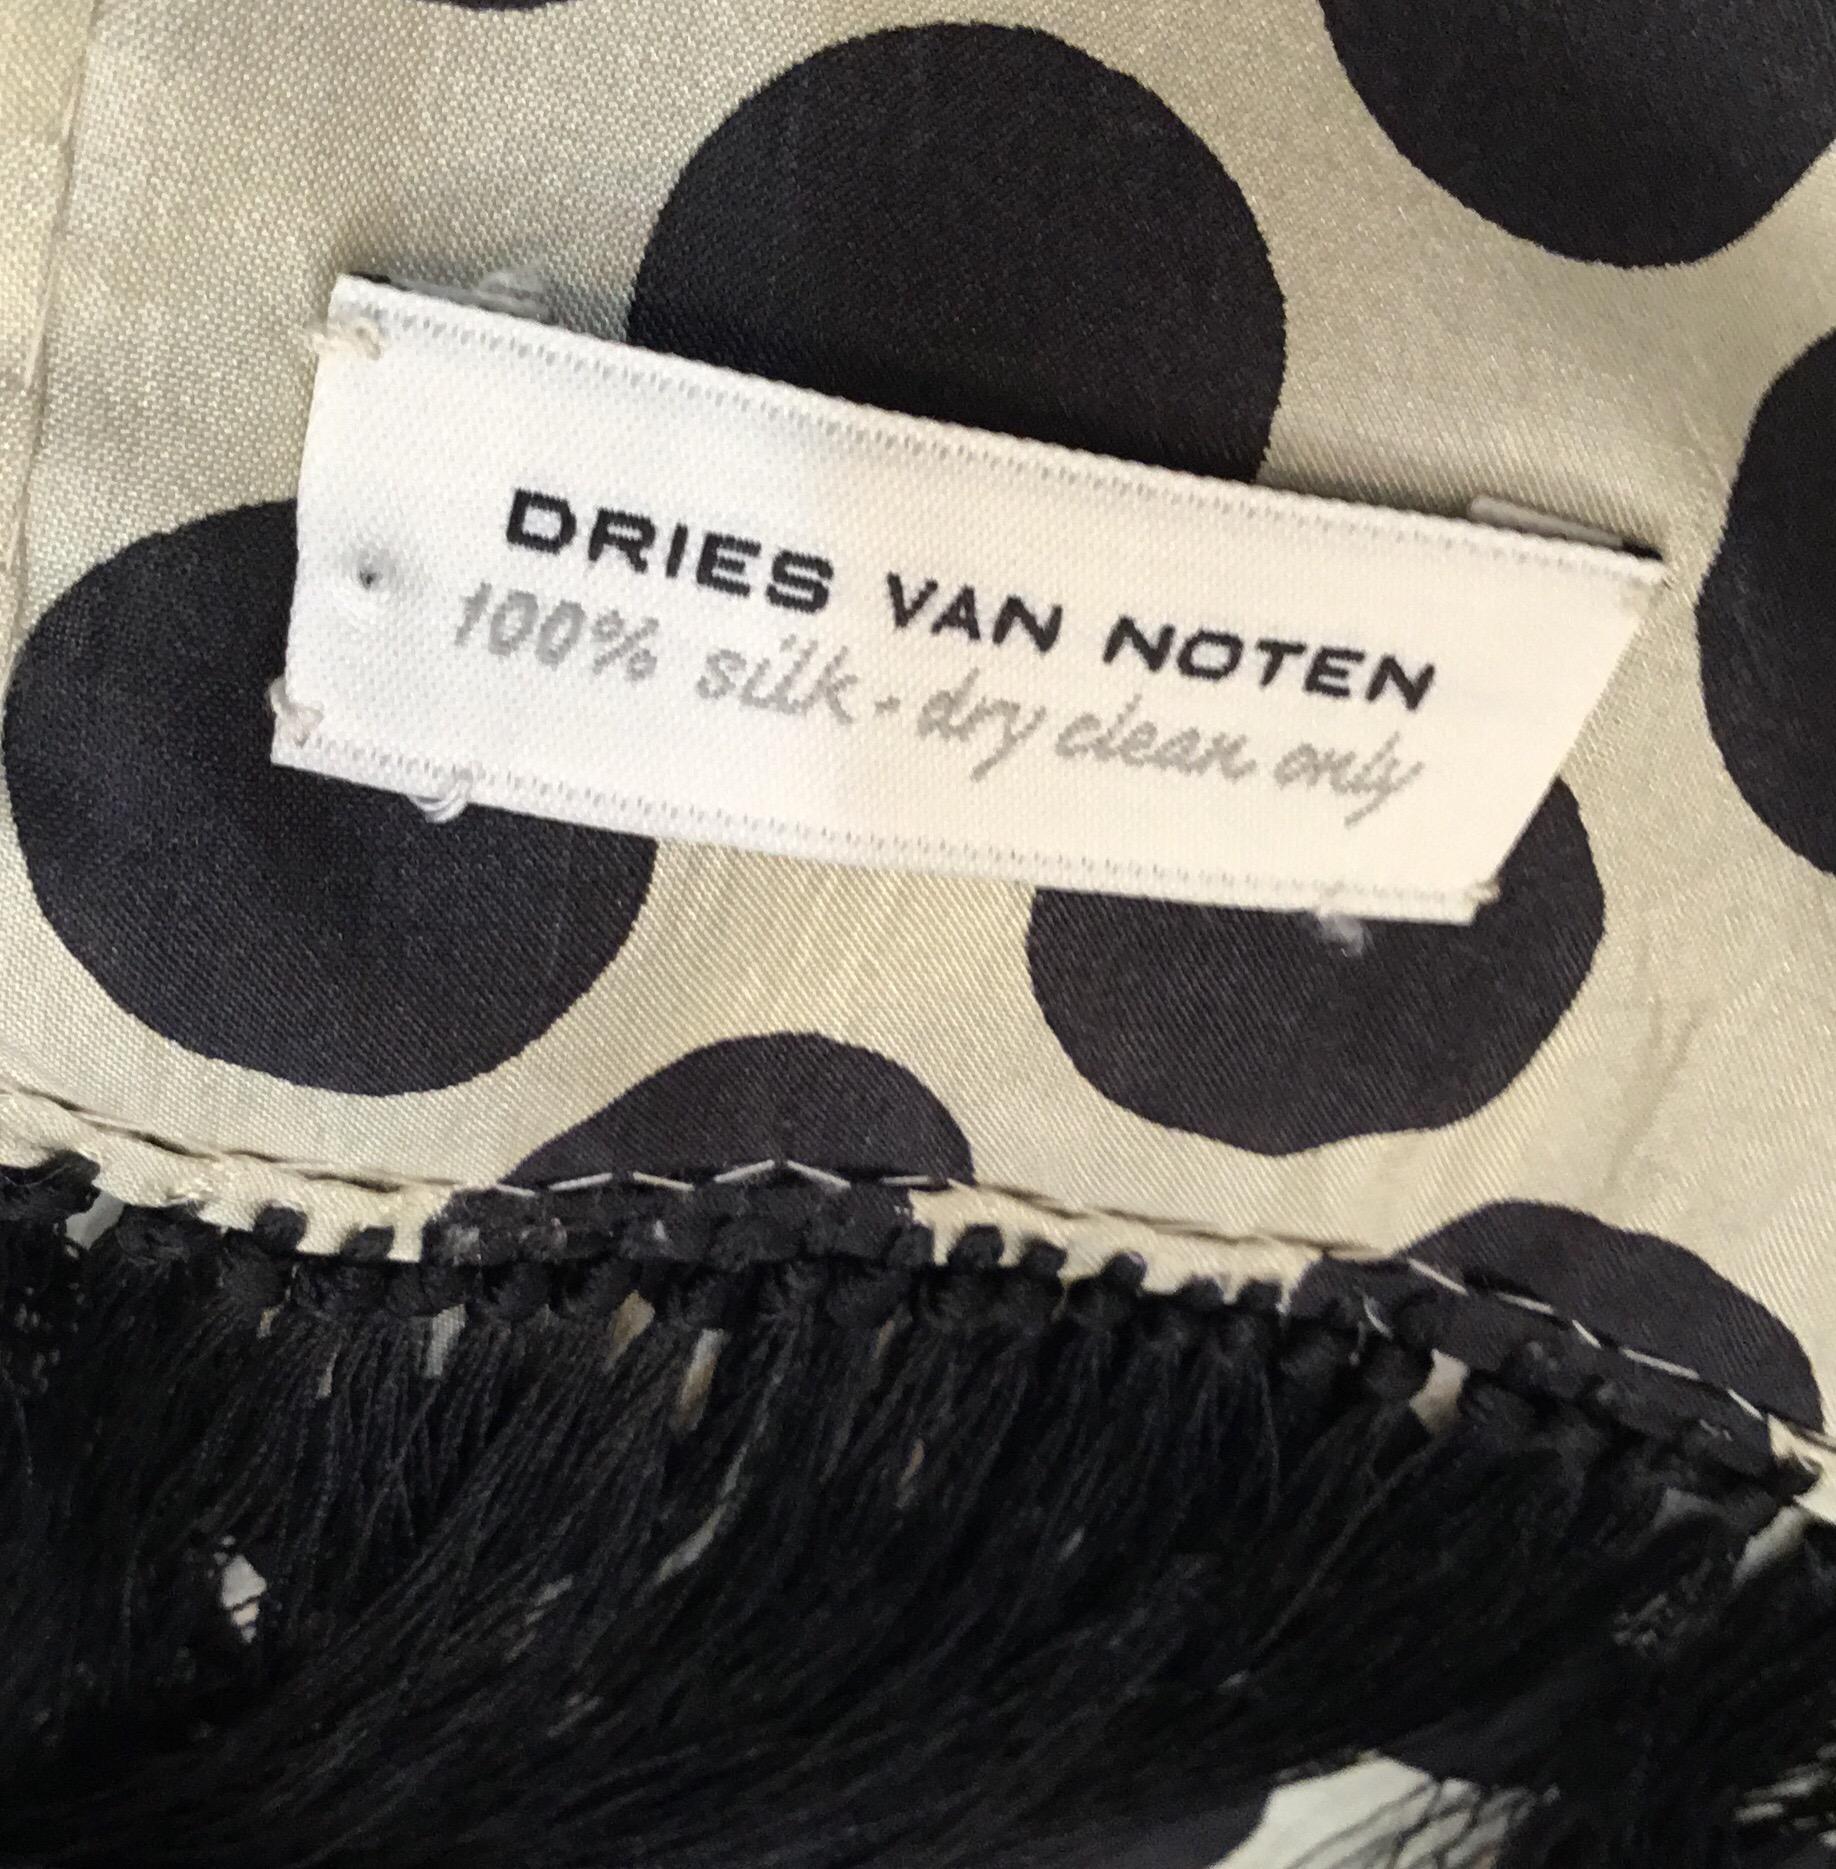 DRIES VAN NOTEN
100% silk - dry clean only